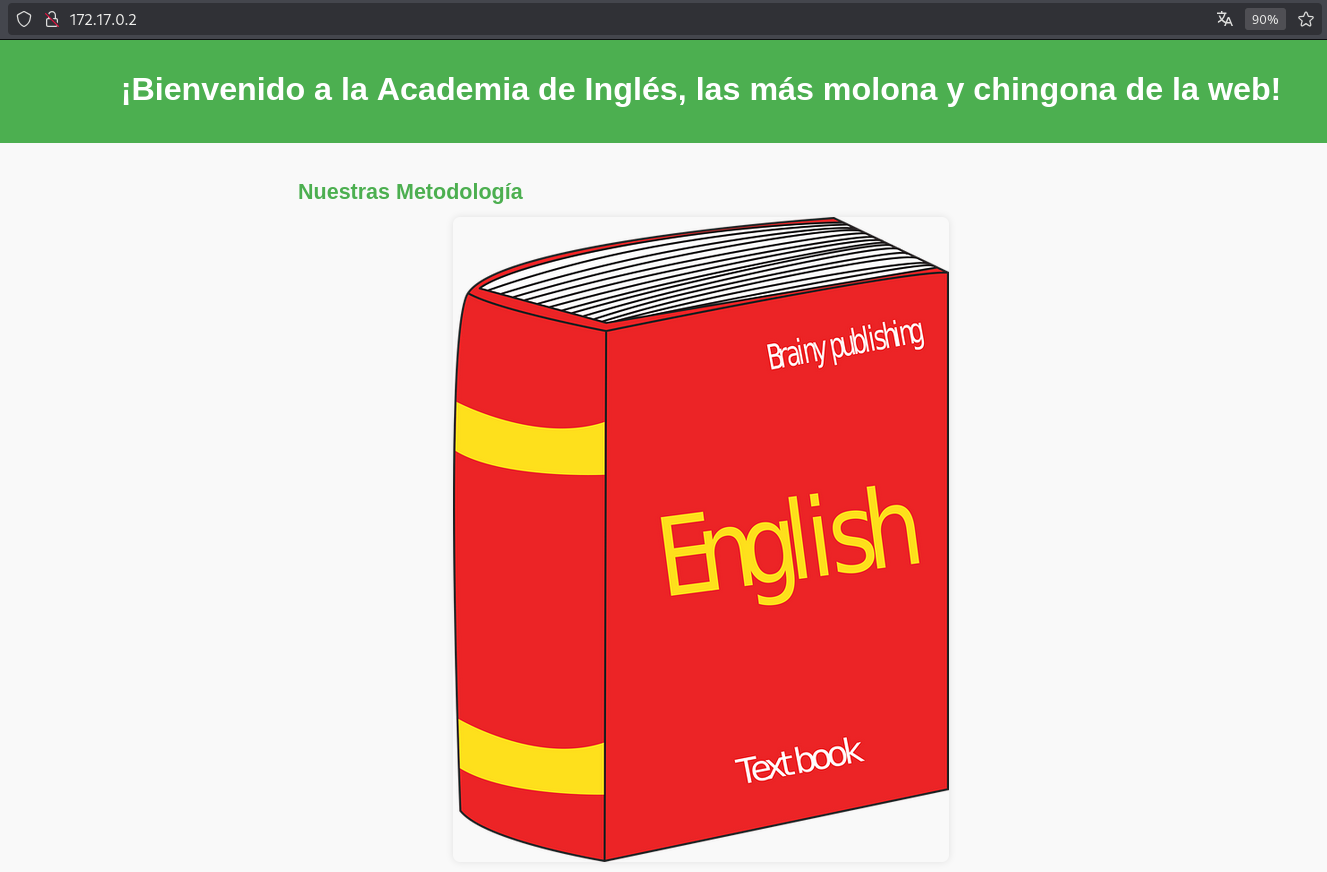 172.17.0.2
90%
¡Bienvenido a la Academia de Inglés, las más molona y chingona de la web!
Nuestras Metodología
Brainy publishing
English
Text book